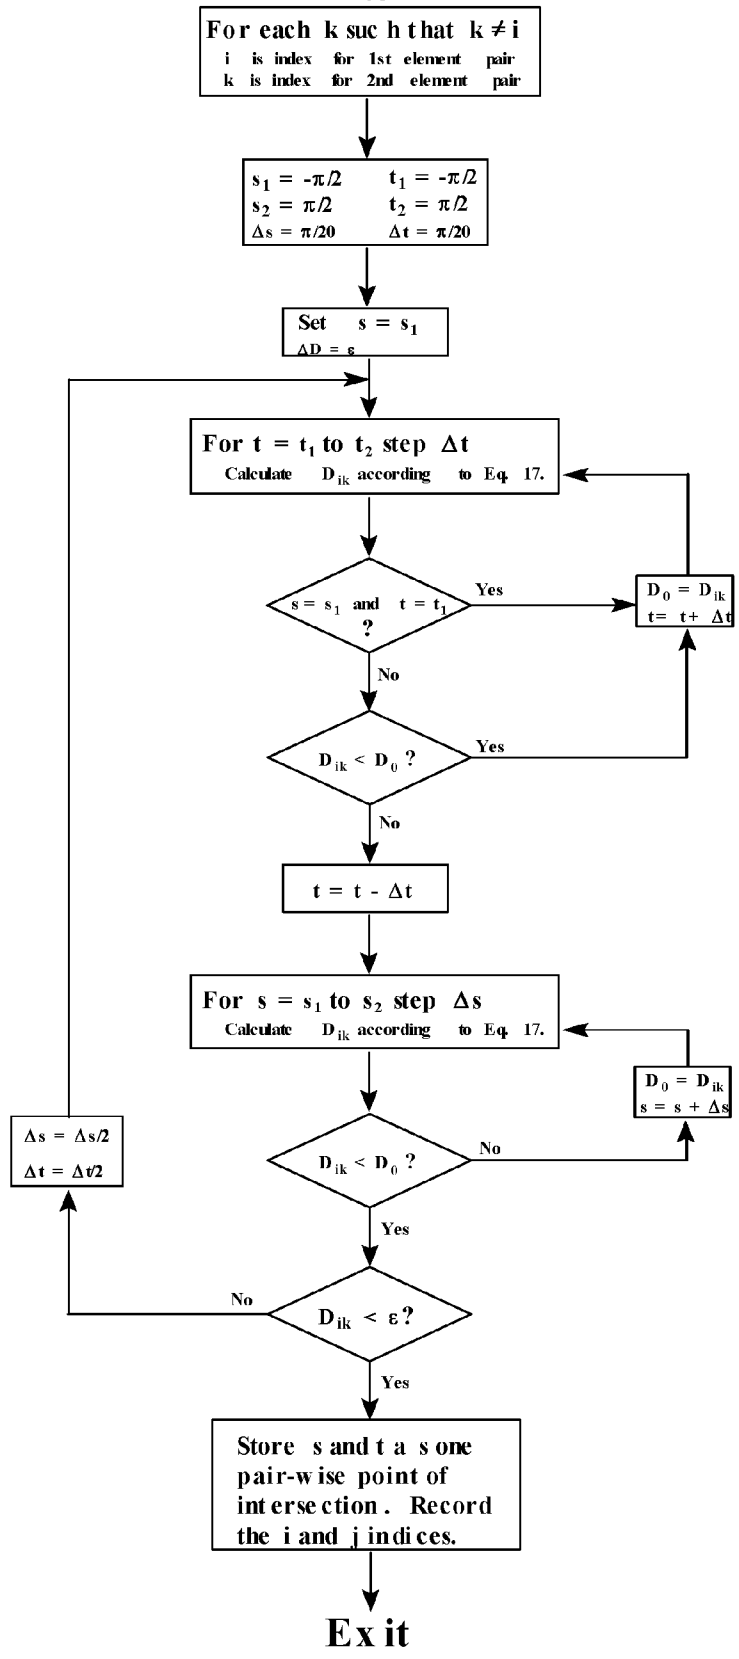 For each k such that k ≠ i
i is index for 1st element pair
k is index for 2nd element pair
s1 = -π/2 t1 = -π/2
s2 = π/2 t2 = π/2
Δs = π/20 Δt = π/20
Set s = s1
ΔD = ε
For t = t1 to t2 step Δt
Calculate Dik according to Eq. 17.
s = s1 and t = t1
?
Yes
D0 = Dik
t= t+ Δt
No
Dik < D0 ?
Yes
No
t = t - Δt
For s = s1 to s2 step Δs
Calculate Dik according to Eq. 17.
D0 = Dik
s = s + Δs
Δs = Δs/2
Δt = Δt/2
Dik < D0 ?
No
Yes
No
Dik < ε?
Yes
Store s and t as one
pair-wise point of
intersection. Record
the i and j indices.
Exit